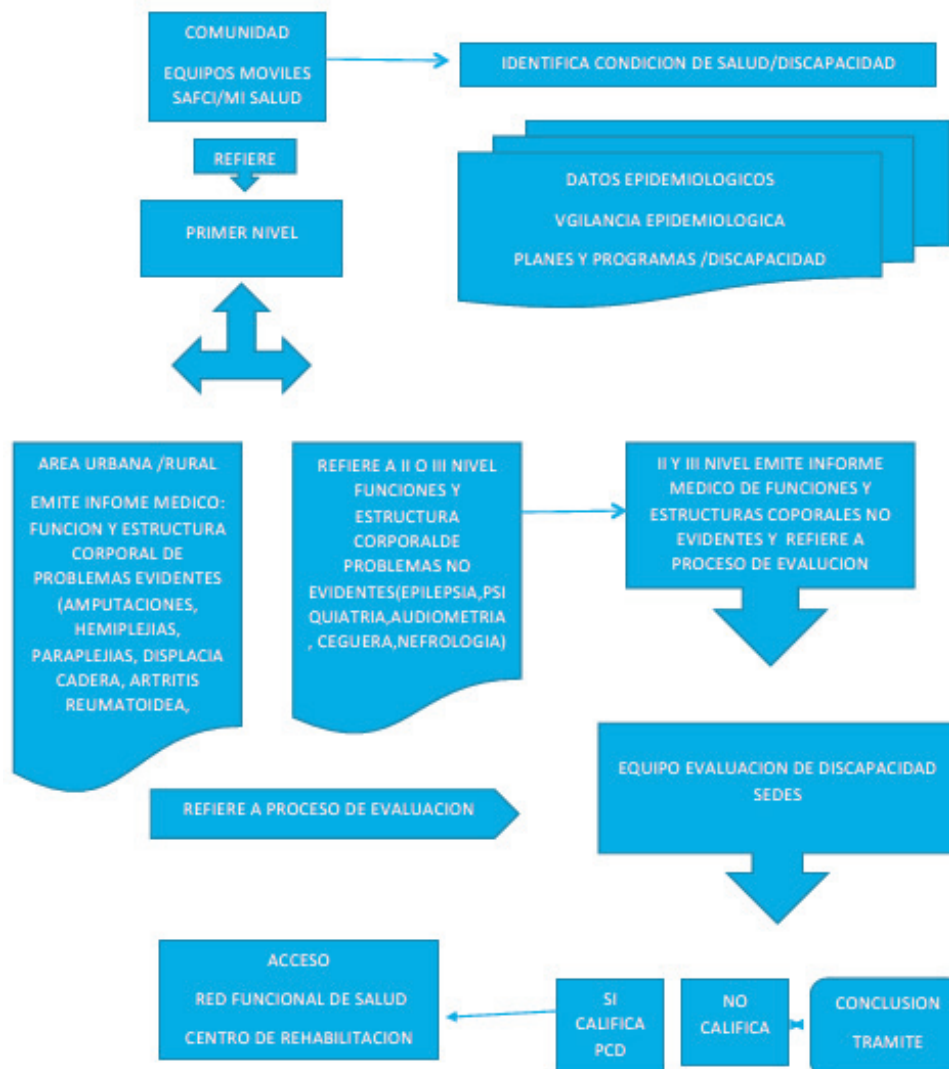 COMUNIDAD
EQUIPOS MOVILES
SAFCI/MI SALUD
IDENTIFICA CONDICION DE SALUD/DISCAPACIDAD
REFIERE
PRIMER NIVEL
DATOS EPIDEMIOLOGICOS
VGILANCIA EPIDEMIOLOGICA
PLANES Y PROGRAMAS /DISCAPACIDAD
AREA URBANA /RURAL
EMITE INFOME MEDICO:
FUNCION Y ESTRUCTURA
CORPORAL DE
PROBLEMAS EVIDENTES
(AMPUTACIONES,
HEMIPLEJIAS,
PARAPLEJIAS, DISPLACIA
CADERA, ARTRITIS
REUMATOIDEA,
REFIERE A II O III NIVEL
FUNCIONES Y
ESTRUCTURA
CORPORALDE
PROBLEMAS NO
EVIDENTES(EPILEPSIA,PSI
QUIATRIA,AUDIOMETRIA
, CEGUERA,NEFROLOGIA)
II Y III NIVEL EMITE INFORME
MEDICO DE FUNCIONES Y
ESTRUCTURAS COPORALES NO
EVIDENTES Y  REFIERE A
PROCESO DE EVALUCION
REFIERE A PROCESO DE EVALUACION
EQUIPO EVALUACION DE DISCAPACIDAD
SEDES
ACCESO
RED FUNCIONAL DE SALUD
CENTRO DE REHABILITACION
SI
CALIFICA
PCD
NO
CALIFICA
CONCLUSION
TRAMITE